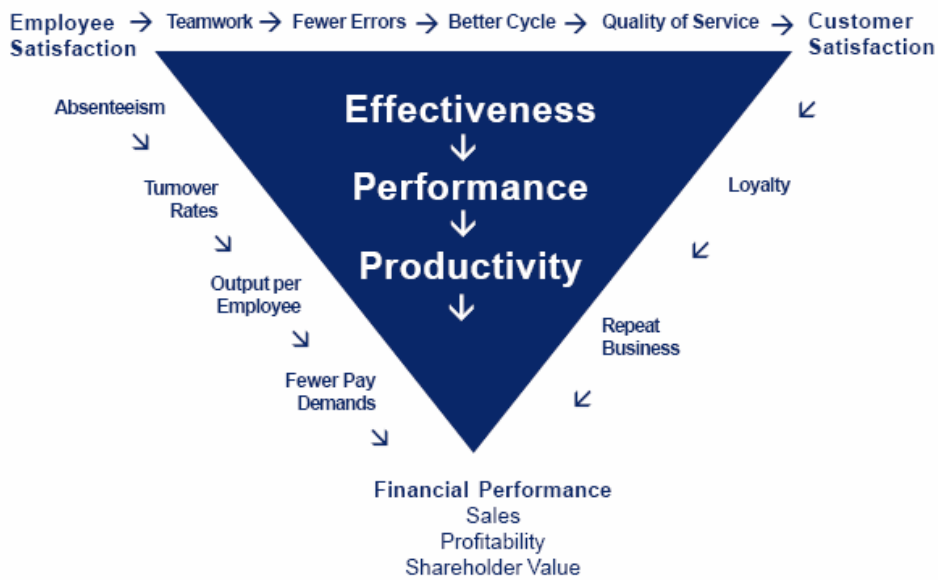 Employee Satisfaction → Teamwork → Fewer Errors → Better Cycle → Quality of Service → Customer Satisfaction
Absenteeism
Turnover
Rates
Output per
Employee
Fewer Pay
Demands
Effectiveness
Performance
Productivity
Loyalty
Repeat
Business
Financial Performance
Sales
Profitability
Shareholder Value